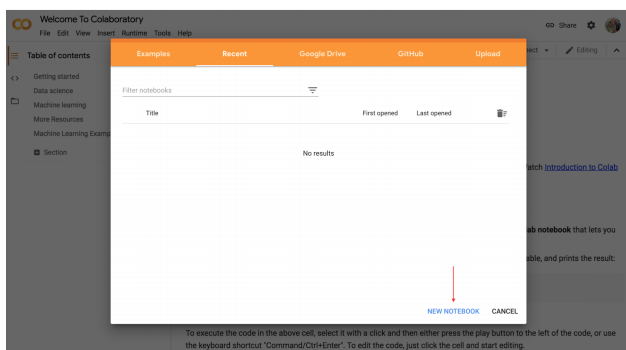 Welcome To Colaboratory
File Edit View Insert Runtime Tools Help
Share
Table of contents
Getting started
Data science
Machine learning
More Resources
Machine Learning Examp
Section
Editing
Examples Recent Google Drive GitHub Upload
Filter notebooks
Title First opened Last opened
No results
NEW NOTEBOOK CANCEL
Introduction to Colab
ab notebook that lets you
able, and prints the result:
To execute the code in the above cell, select it with a click and then either press the play button to the left of the code, or use
the keyboard shortcut "Command/Ctrl+Enter". To edit the code, just click the cell and start editing.